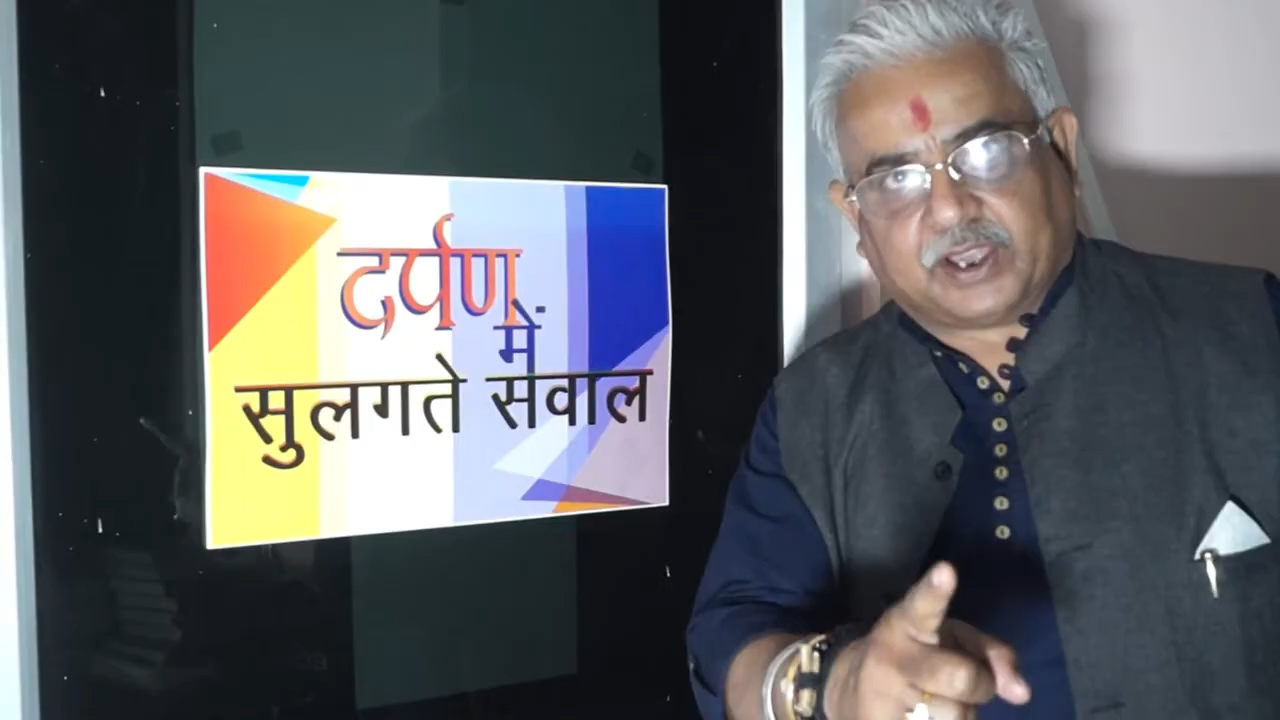 दर्पण
में
सुलगते सवाल